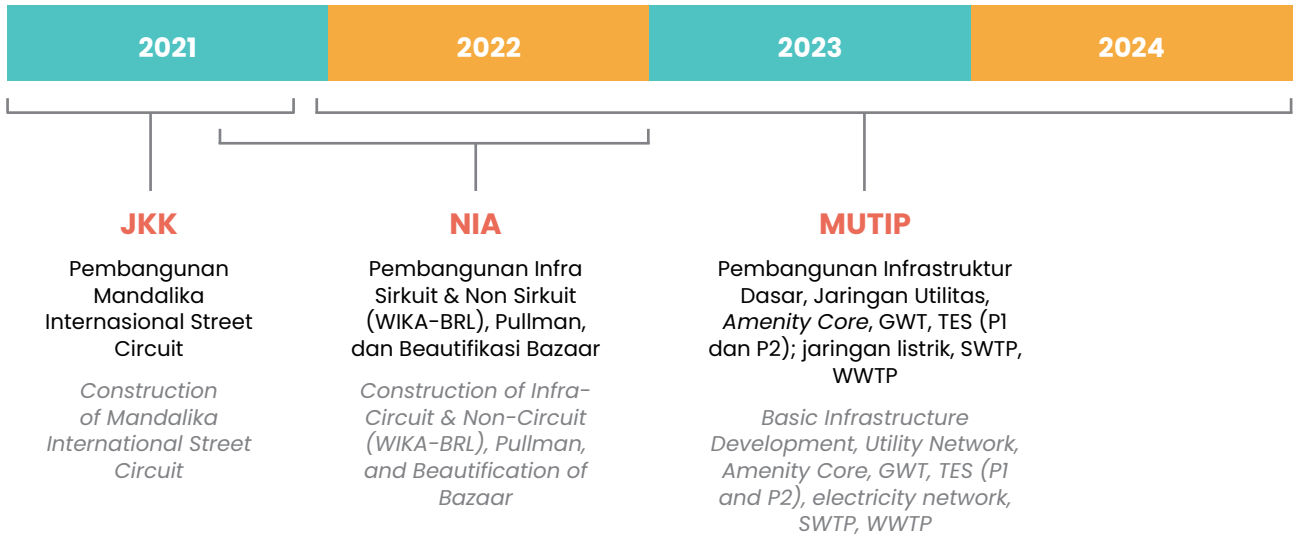 2021
2022
2023
2024
JKK
Pembangunan
Mandalika
Internasional Street
Circuit
Construction
of Mandalika
International Street
Circuit
NIA
Pembangunan Infra
Sirkuit & Non Sirkuit
(WIKA-BRL), Pullman,
dan Beautifikasi Bazaar
Construction of Infra-
Circuit & Non-Circuit
(WIKA-BRL), Pullman,
and Beautification of
Bazaar
MUTIP
Pembangunan Infrastruktur
Dasar, Jaringan Utilitas,
Amenity Core, GWT, TES (P1
dan P2); jaringan listrik, SWTP,
WWTP
Basic Infrastructure
Development, Utility Network,
Amenity Core, GWT, TES (P1
and P2), electricity network,
SWTP, WWTP